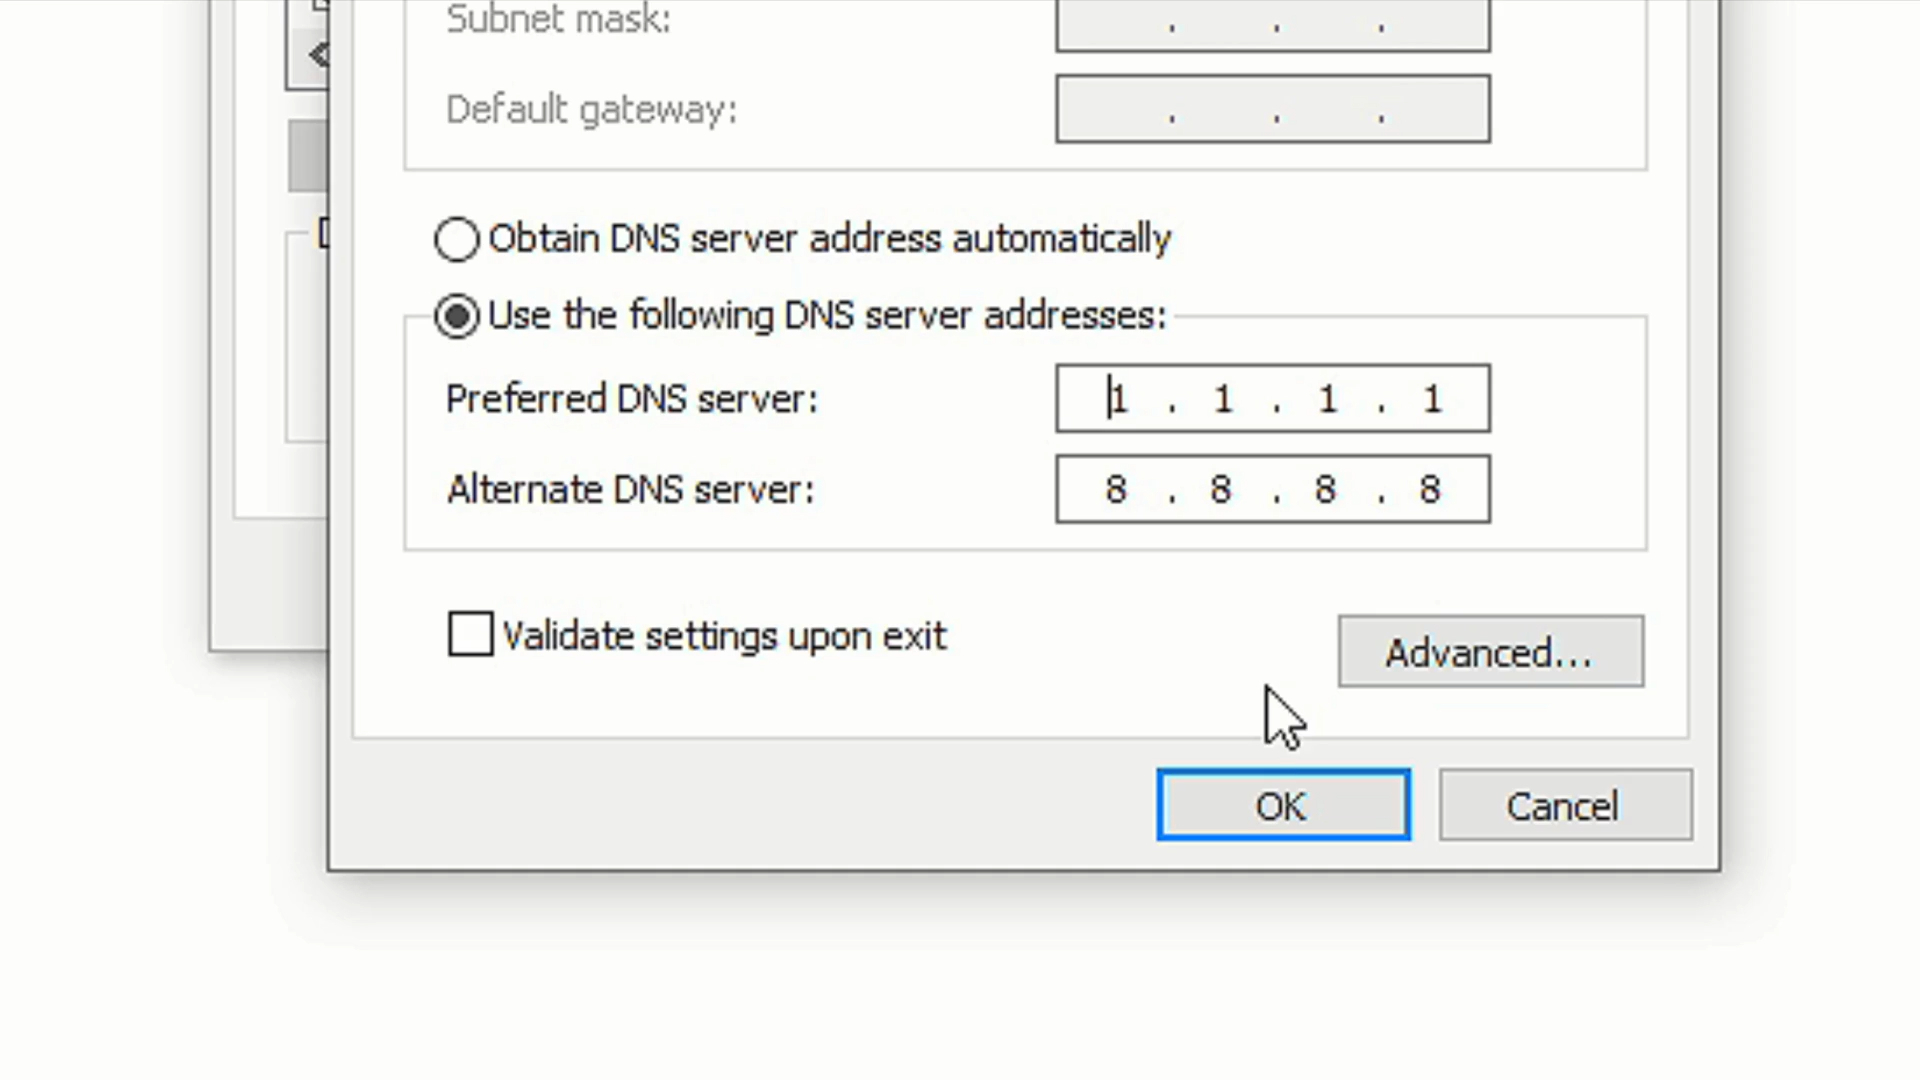 Subnet mask:
. . .
Default gateway:
. . .
Obtain DNS server address automatically
Use the following DNS server addresses:
Preferred DNS server:
1 . 1 . 1 . 1
Alternate DNS server:
8 . 8 . 8 . 8
Validate settings upon exit
Advanced...
OK
Cancel